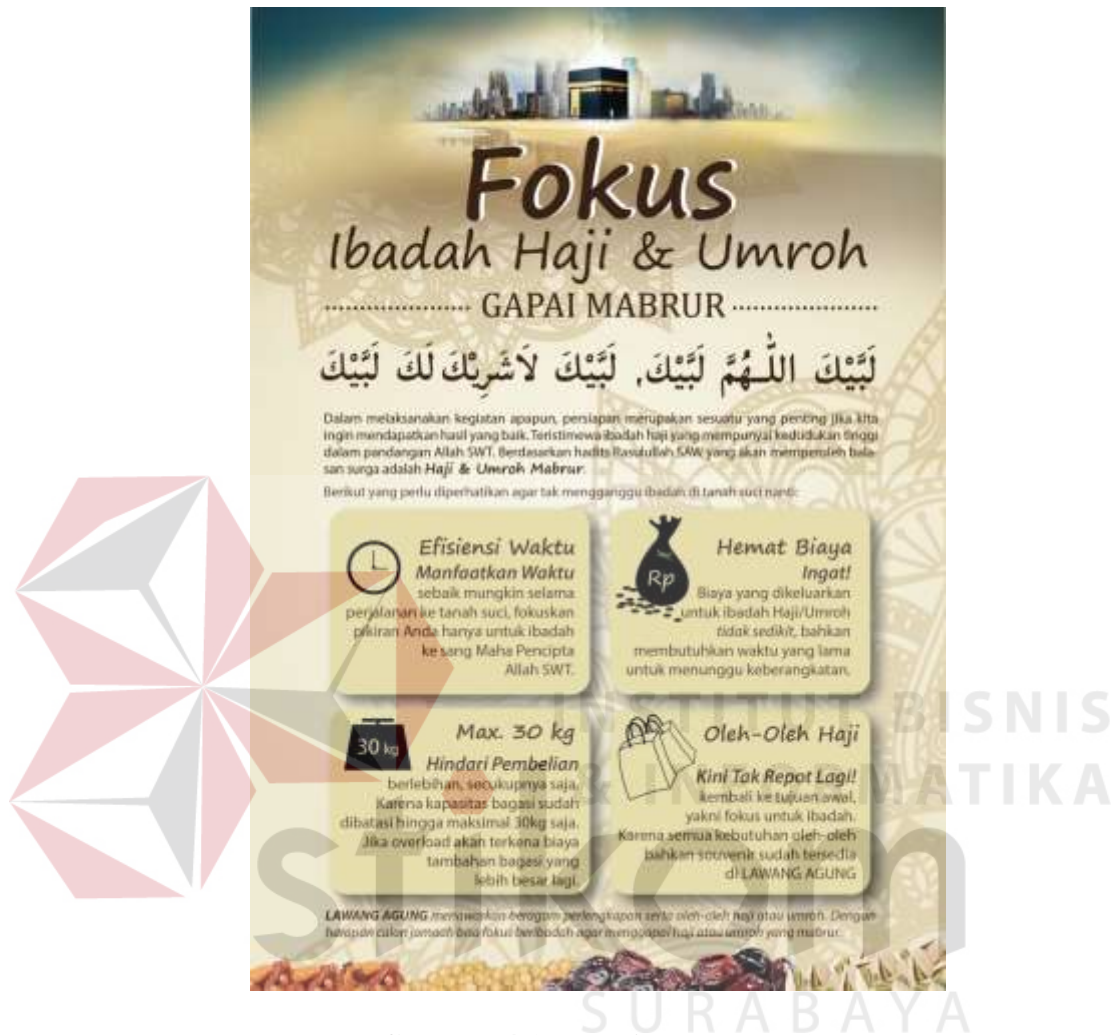 Fokus
Ibadah Haji & Umroh
GAPAI MABRUR
لَبَّيْكَ اللّٰهُمَّ لَبَّيْكَ, لَبَّيْكَ لَاشَرِيْكَ لَكَ لَبَّيْكَ
Dalam melaksanakan kegiatan apapun, persiapan merupakan sesuatu yang penting jika kita
ingin mendapatkan hasil yang baik. Teristimewa ibadah haji yang mempunyai kedudukan tinggi
dalam pandangan Allah SWT. Berdasarkan hadits Rasulullah SAW yang akan memperoleh bala-
san surga adalah Haji & Umroh Mabrur.
Berikut yang perlu diperhatikan agar tak mengganggu ibadah di tanah suci nanti:
Efisiensi Waktu
Manfaatkan Waktu
sebaik mungkin selama
perjalanan ke tanah suci, fokuskan
pikiran Anda hanya untuk ibadah
ke sang Maha Pencipta
Allah SWT.
Rp
Hemat Biaya
Ingat!
Biaya yang dikeluarkan
untuk ibadah Haji/Umroh
tidak sedikit, bahkan
membutuhkan waktu yang lama
untuk menunggu keberangkatan.
30 kg
Max. 30 kg
Hindari Pembelian
berlebihan, secukupnya saja.
Karena kapasitas bagasi sudah
dibatasi hingga maksimal 30kg saja.
Jika overload akan terkena biaya
tambahan bagasi yang
lebih besar lagi.
Oleh-Oleh Haji
Kini Tak Repot Lagi!
kembali ke tujuan awal,
yakni fokus untuk ibadah.
Karena semua kebutuhan oleh-oleh
bahkan souvenir sudah tersedia
di LAWANG AGUNG
LAWANG AGUNG menawarkan beragam perlengkapan serta oleh-oleh haji atau umroh. Dengan
harapan calon jamaah bisa fokus beribadah agar menggapai haji atau umroh yang mabrur.
INSTITUT BISNIS
& INFORMATIKA
stikom
SURABAYA